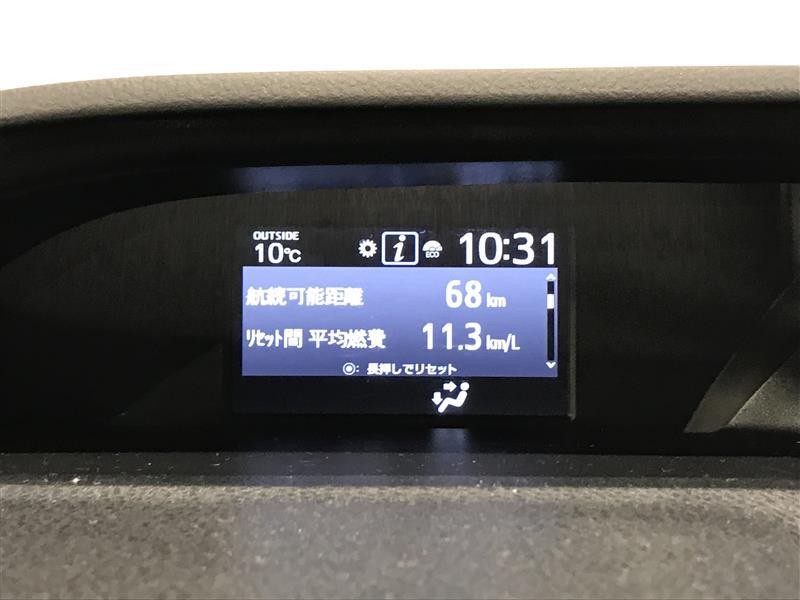 OUTSIDE
10℃
i
ECO
10:31
航続可能距離 68 km
リセット間 平均燃費 11.3 km/L
◉: 長押しでリセット